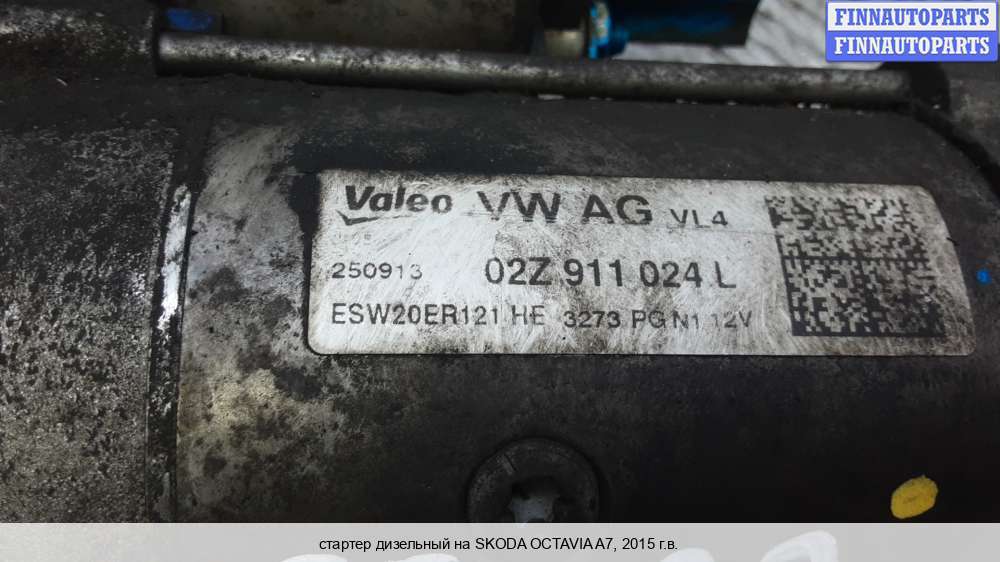 FINNAUTOPARTS
FINNAUTOPARTS
Valeo VW AG VL4
250913 02Z 911 024 L
ESW20ER121 HE 3273 PG N1 12V
стартер дизельный на SKODA OCTAVIA A7, 2015 г.в.